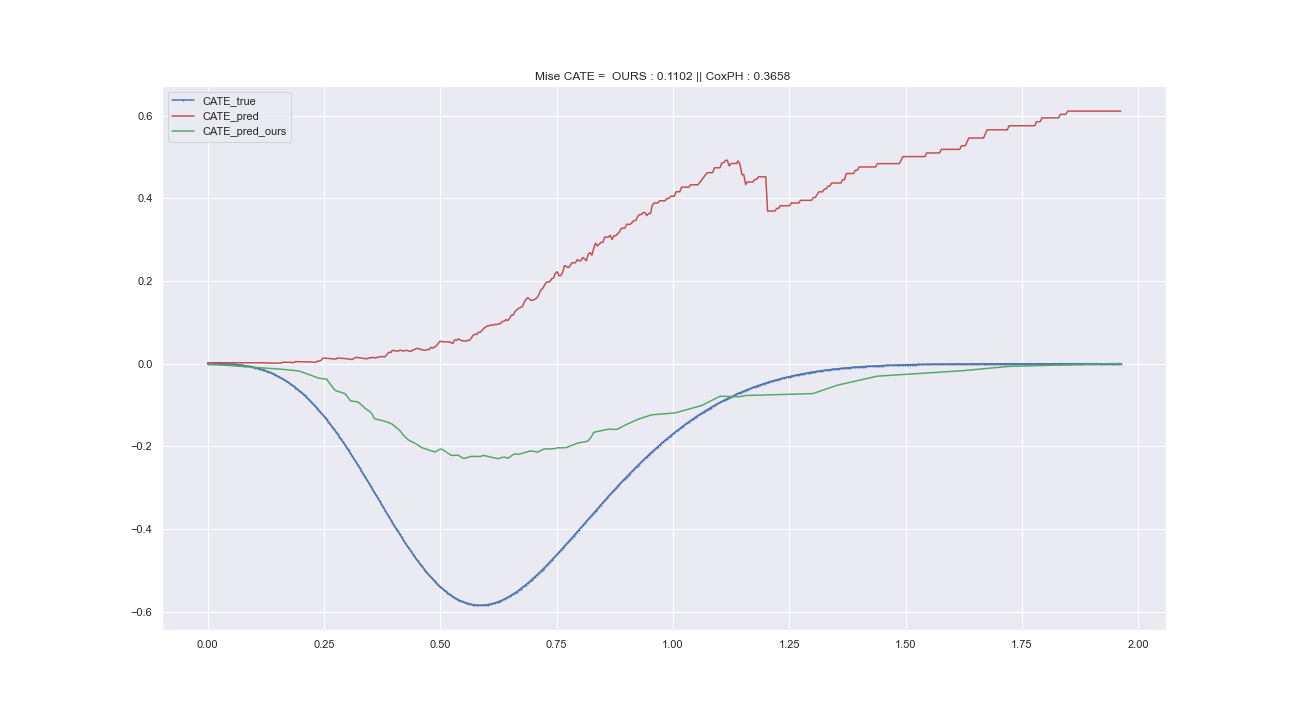 Mise CATE =  OURS : 0.1102 || CoxPH : 0.3658
CATE_true
CATE_pred
CATE_pred_ours
0.6
0.4
0.2
0.0
−0.2
−0.4
−0.6
0.00 0.25 0.50 0.75 1.00 1.25 1.50 1.75 2.00